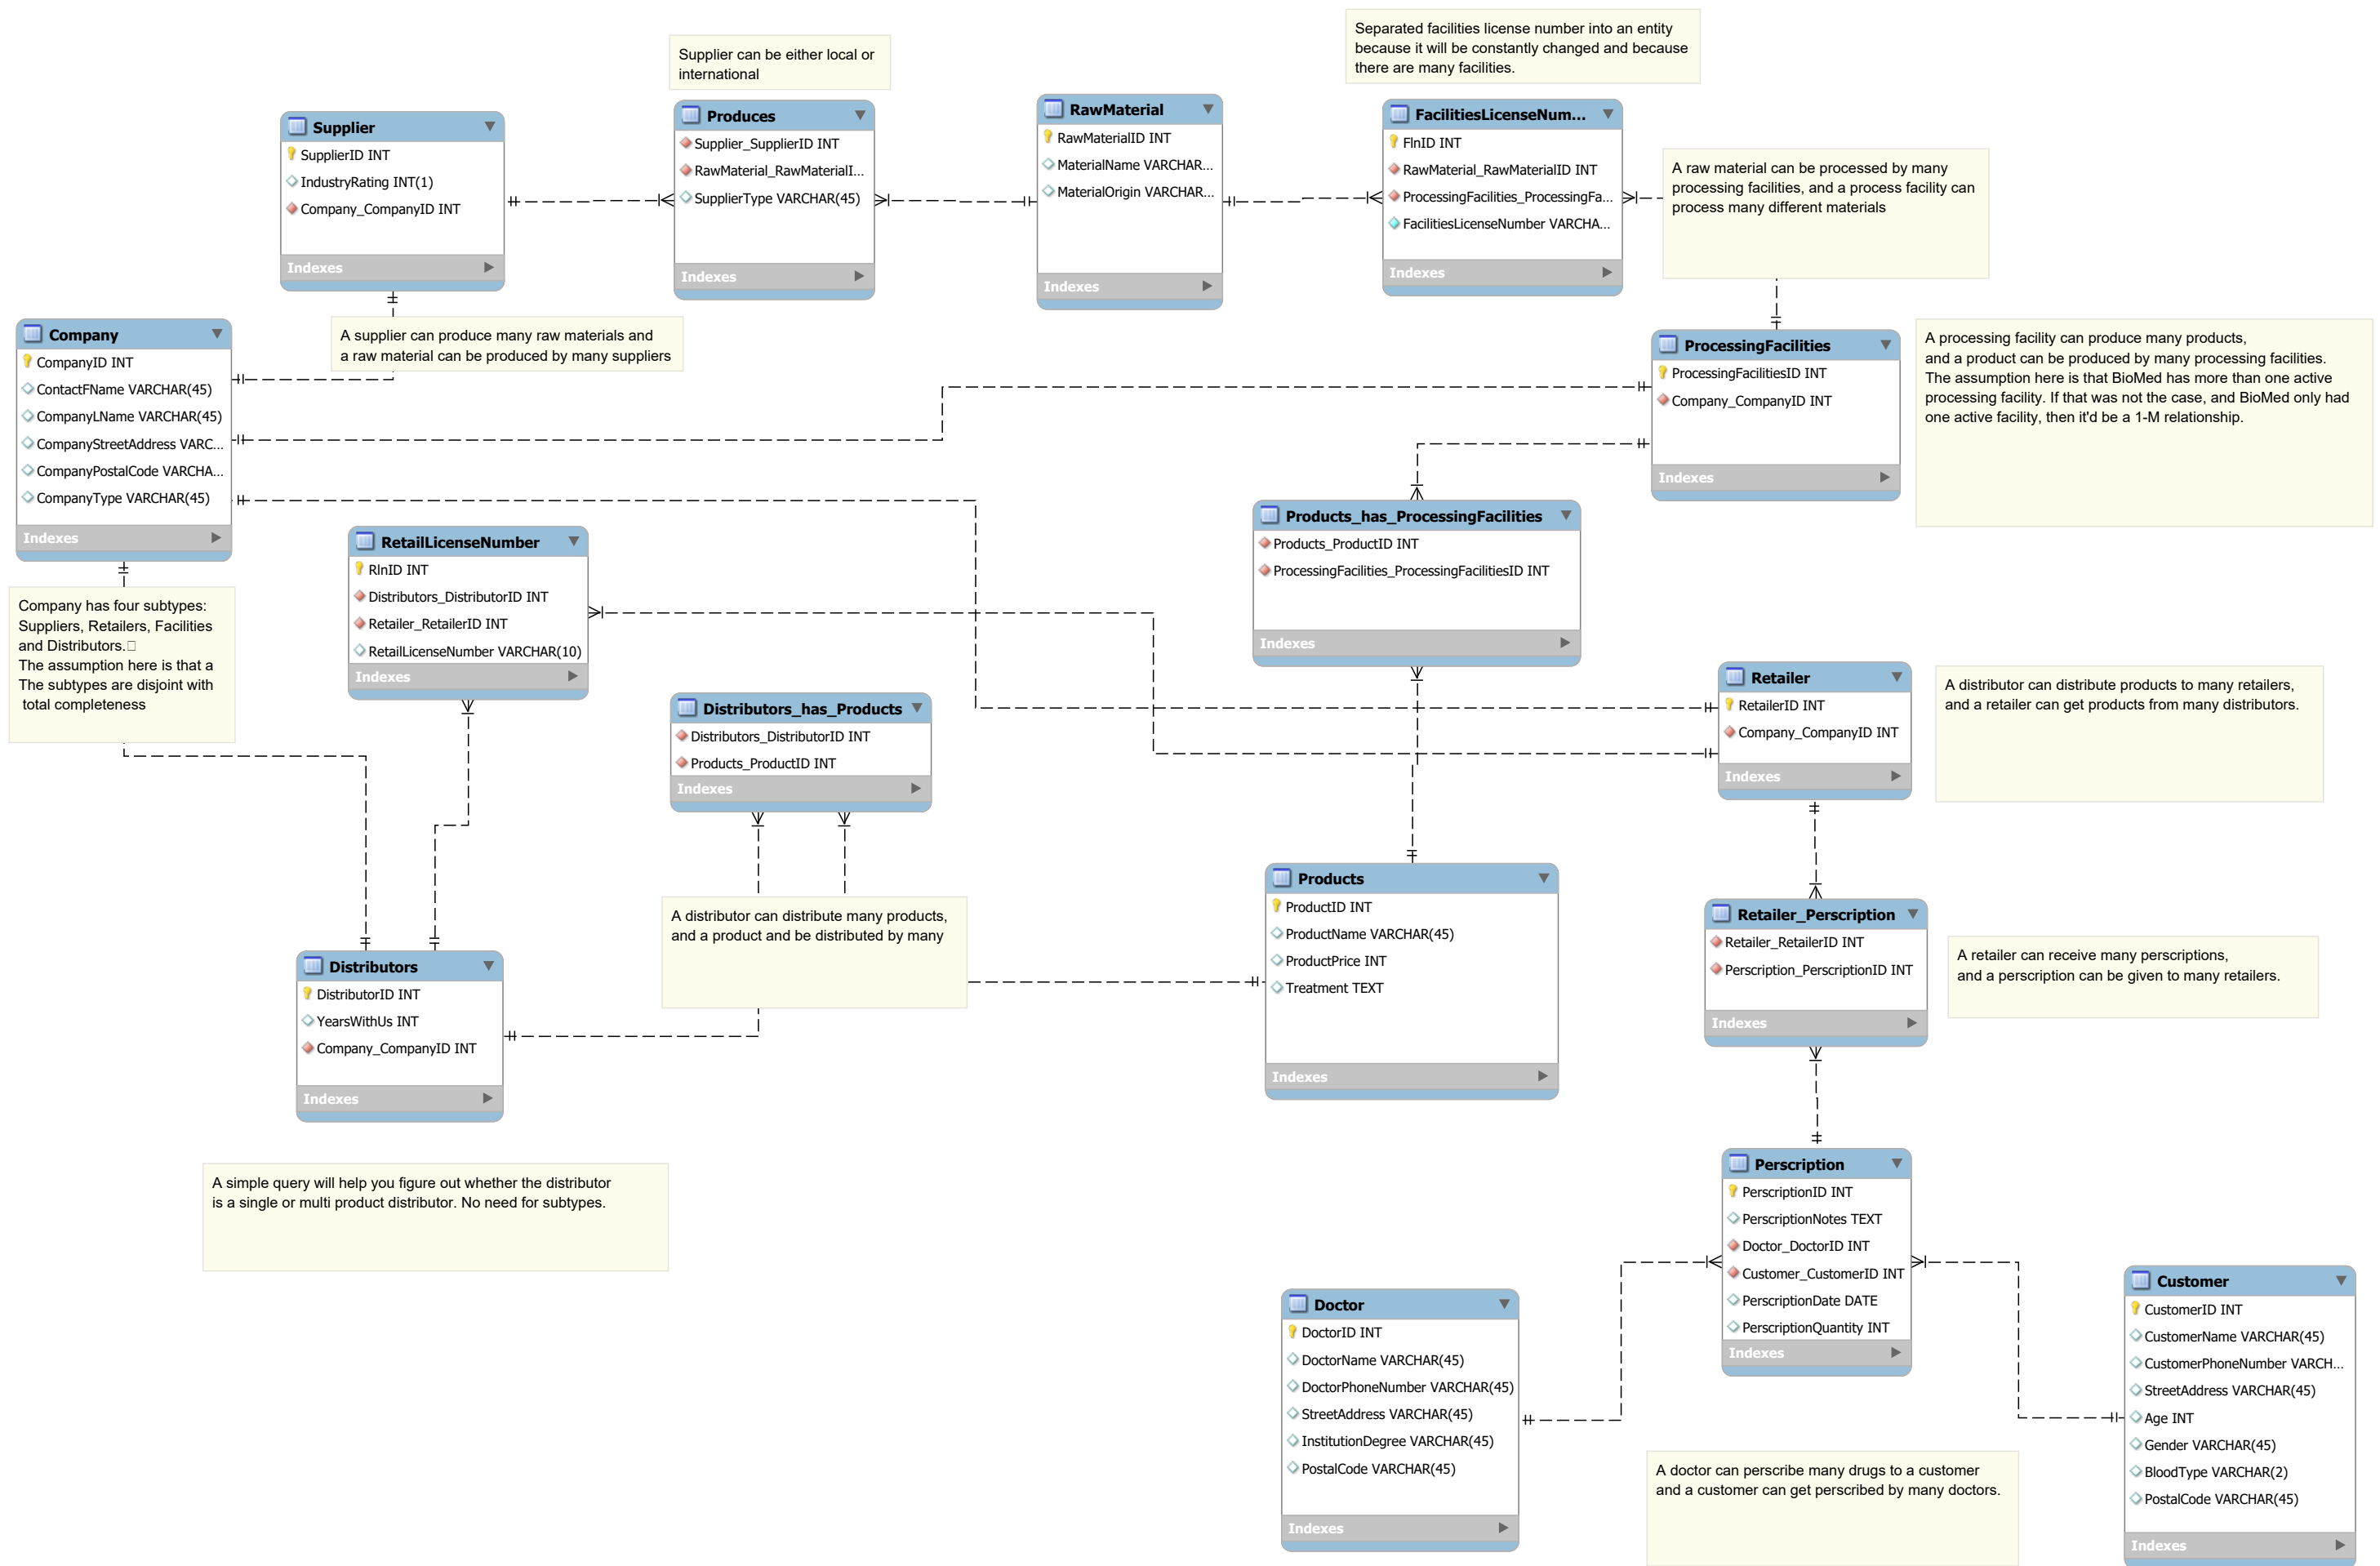 Supplier can be either local or
international
Separated facilities license number into an entity
because it will be constantly changed and because
there are many facilities.
Supplier
SupplierID INT
IndustryRating INT(1)
Company_CompanyID INT
Indexes
Produces
Supplier_SupplierID INT
RawMaterial_RawMaterialI...
SupplierType VARCHAR(45)
Indexes
RawMaterial
RawMaterialID INT
MaterialName VARCHAR...
MaterialOrigin VARCHAR...
Indexes
FacilitiesLicenseNum...
FlnID INT
RawMaterial_RawMaterialID INT
ProcessingFacilities_ProcessingFa...
FacilitiesLicenseNumber VARCHA...
Indexes
A raw material can be processed by many
processing facilities, and a process facility can
process many different materials
A supplier can produce many raw materials and
a raw material can be produced by many suppliers
Company
CompanyID INT
ContactFName VARCHAR(45)
CompanyLName VARCHAR(45)
CompanyStreetAddress VARC...
CompanyPostalCode VARCHA...
CompanyType VARCHAR(45)
Indexes
ProcessingFacilities
ProcessingFacilitiesID INT
Company_CompanyID INT
Indexes
A processing facility can produce many products,
and a product can be produced by many processing facilities.
The assumption here is that BioMed has more than one active
processing facility. If that was not the case, and BioMed only had
one active facility, then it'd be a 1-M relationship.
Products_has_ProcessingFacilities
Products_ProductID INT
ProcessingFacilities_ProcessingFacilitiesID INT
Indexes
RetailLicenseNumber
RlnID INT
Distributors_DistributorID INT
Retailer_RetailerID INT
RetailLicenseNumber VARCHAR(10)
Indexes
Company has four subtypes:
Suppliers, Retailers, Facilities
and Distributors.□
The assumption here is that a
The subtypes are disjoint with
total completeness
Distributors_has_Products
Distributors_DistributorID INT
Products_ProductID INT
Indexes
Retailer
RetailerID INT
Company_CompanyID INT
Indexes
A distributor can distribute products to many retailers,
and a retailer can get products from many distributors.
A distributor can distribute many products,
and a product and be distributed by many
Products
ProductID INT
ProductName VARCHAR(45)
ProductPrice INT
Treatment TEXT
Indexes
Retailer_Perscription
Retailer_RetailerID INT
Perscription_PerscriptionID INT
Indexes
A retailer can receive many perscriptions,
and a perscription can be given to many retailers.
Distributors
DistributorID INT
YearsWithUs INT
Company_CompanyID INT
Indexes
A simple query will help you figure out whether the distributor
is a single or multi product distributor. No need for subtypes.
Perscription
PerscriptionID INT
PerscriptionNotes TEXT
Doctor_DoctorID INT
Customer_CustomerID INT
PerscriptionDate DATE
PerscriptionQuantity INT
Indexes
Doctor
DoctorID INT
DoctorName VARCHAR(45)
DoctorPhoneNumber VARCHAR(45)
StreetAddress VARCHAR(45)
InstitutionDegree VARCHAR(45)
PostalCode VARCHAR(45)
Indexes
Customer
CustomerID INT
CustomerName VARCHAR(45)
CustomerPhoneNumber VARCH...
StreetAddress VARCHAR(45)
Age INT
Gender VARCHAR(45)
BloodType VARCHAR(2)
PostalCode VARCHAR(45)
Indexes
A doctor can perscribe many drugs to a customer
and a customer can get perscribed by many doctors.